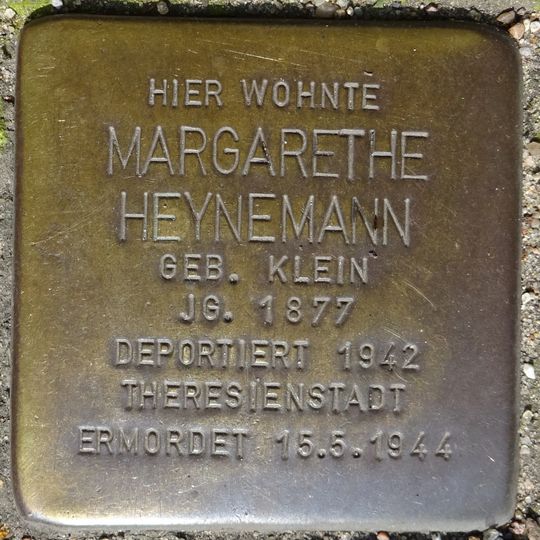 HIER WOHNTE
MARGARETHE
HEYNEMANN
GEB. KLEIN
JG. 1877
DEPORTIERT 1942
THERESIENSTADT
ERMORDET 15.5.1944